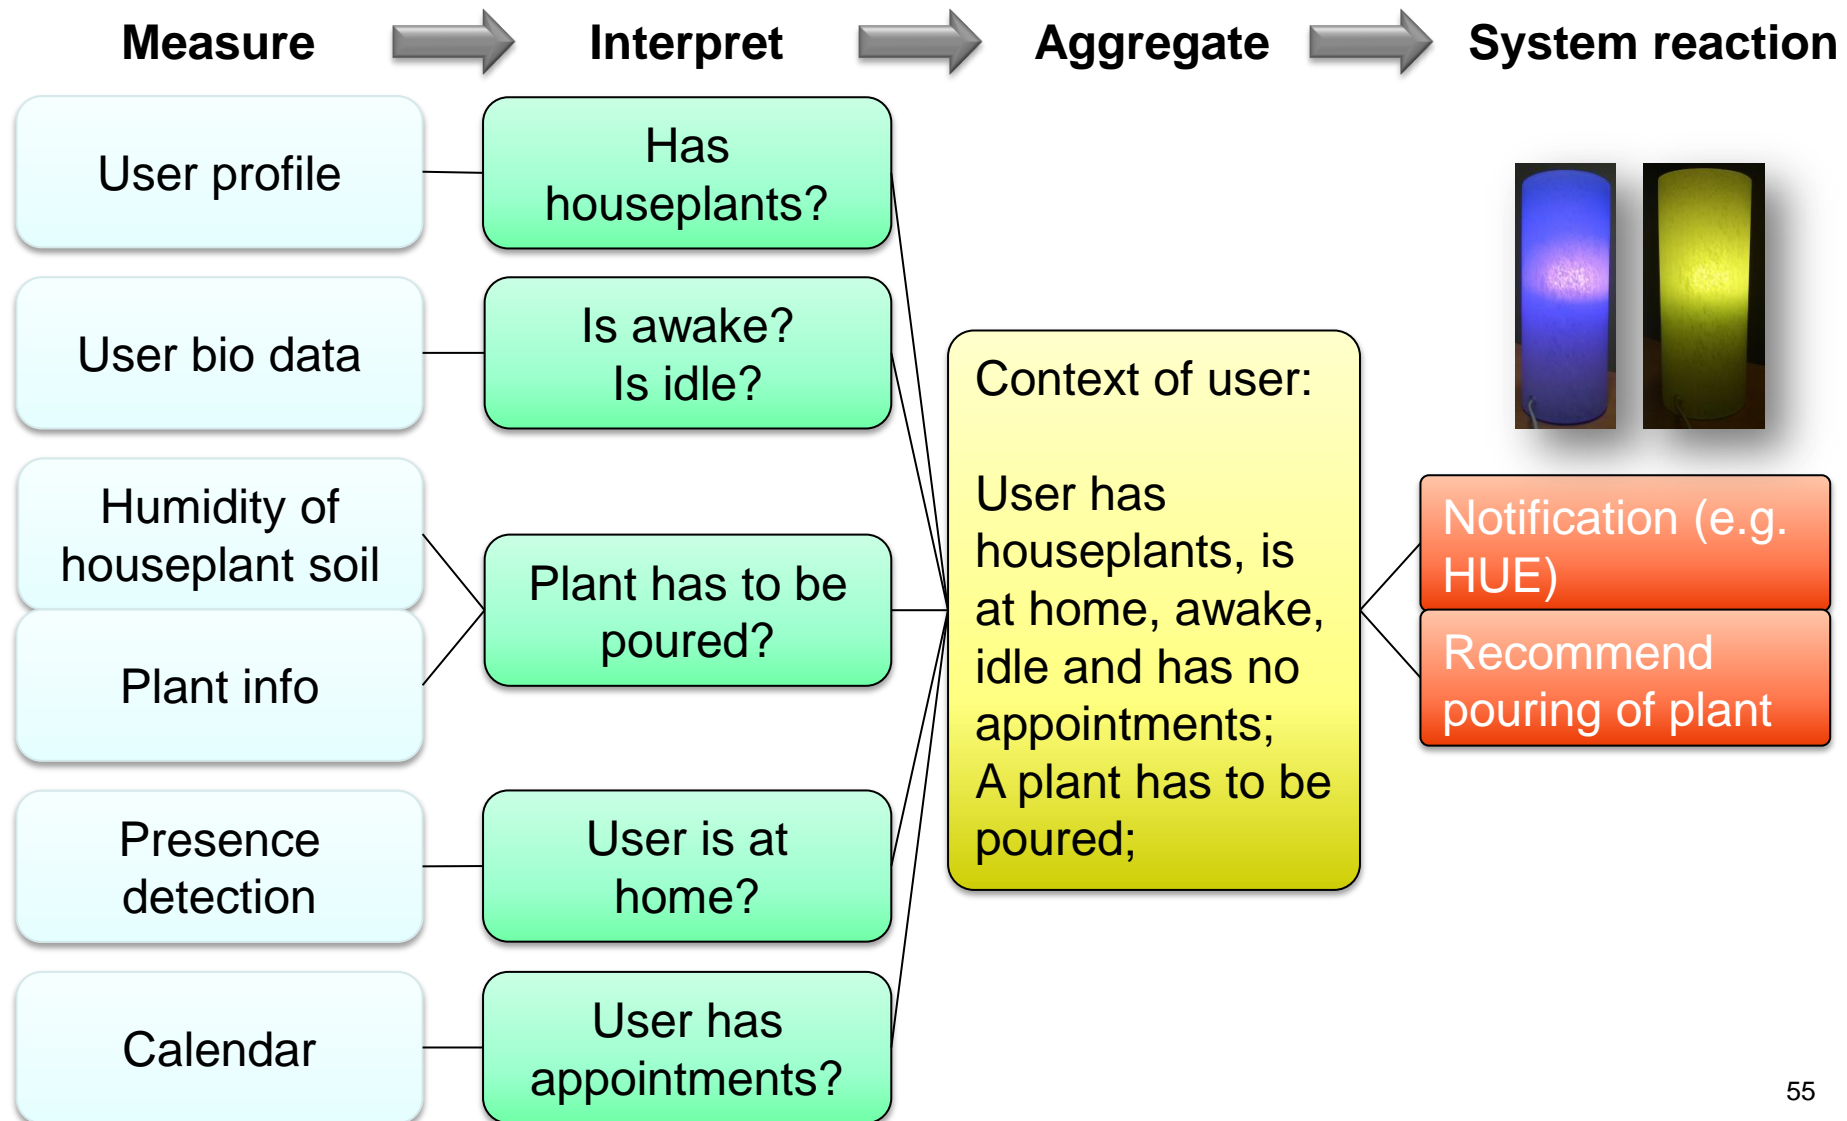 Measure
Interpret
Aggregate
System reaction
User profile
Has
houseplants?
User bio data
Is awake?
Is idle?
Humidity of
houseplant soil
Plant info
Plant has to be
poured?
Presence
detection
User is at
home?
Calendar
User has
appointments?
Context of user:
User has
houseplants, is
at home, awake,
idle and has no
appointments;
A plant has to be
poured;
Notification (e.g.
HUE)
Recommend
pouring of plant
55